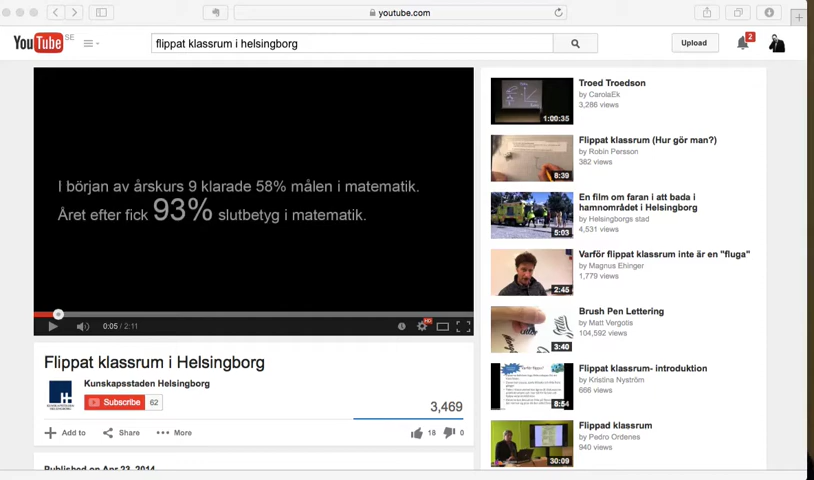 youtube.com
YouTube SE
flippat klassrum i helsingborg
Upload
2
I början av årskurs 9 klarade 58% målen i matematik.
Året efter fick 93% slutbetyg i matematik.
0:05 / 2:11
HD
Flippat klassrum i Helsingborg
Kunskapsstaden Helsingborg
Subscribe 62
3,469
Add to Share More
18 0
Published on Apr 23, 2014
1:00:35
Troed Troedson
by CarolaEk
3,286 views
8:39
Flippat klassrum (Hur gör man?)
by Robin Persson
382 views
5:03
En film om faran i att bada i
hamnområdet i Helsingborg
by Helsingborgs stad
4,531 views
2:45
Varför flippat klassrum inte är en "fluga"
by Magnus Ehinger
1,779 views
3:40
Brush Pen Lettering
by Matt Vergotis
104,592 views
8:54
Flippat klassrum- introduktion
by Kristina Nyström
666 views
30:09
Flippad klassrum
by Pedro Ordenes
940 views